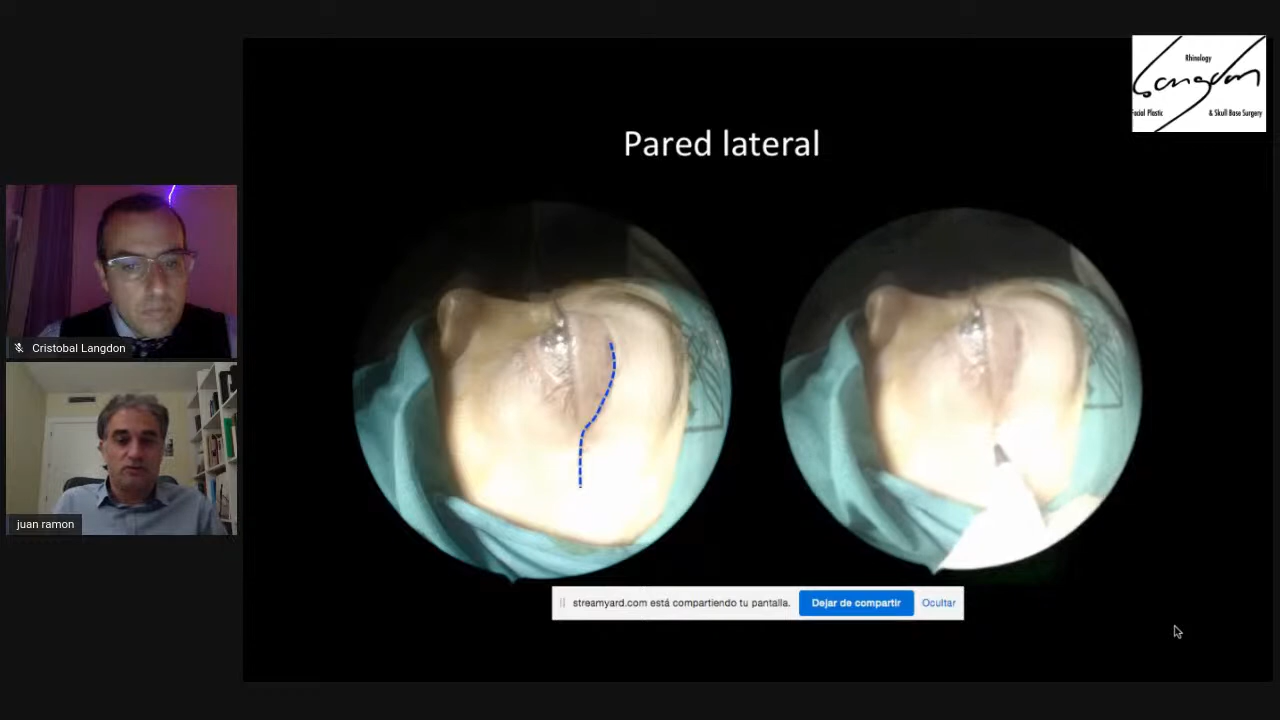 Rhinology
Langdon
Facial Plastic
& Skull Base Surgery
Pared lateral
Cristobal Langdon
juan ramon
streamyard.com está compartiendo tu pantalla.
Dejar de compartir
Ocultar